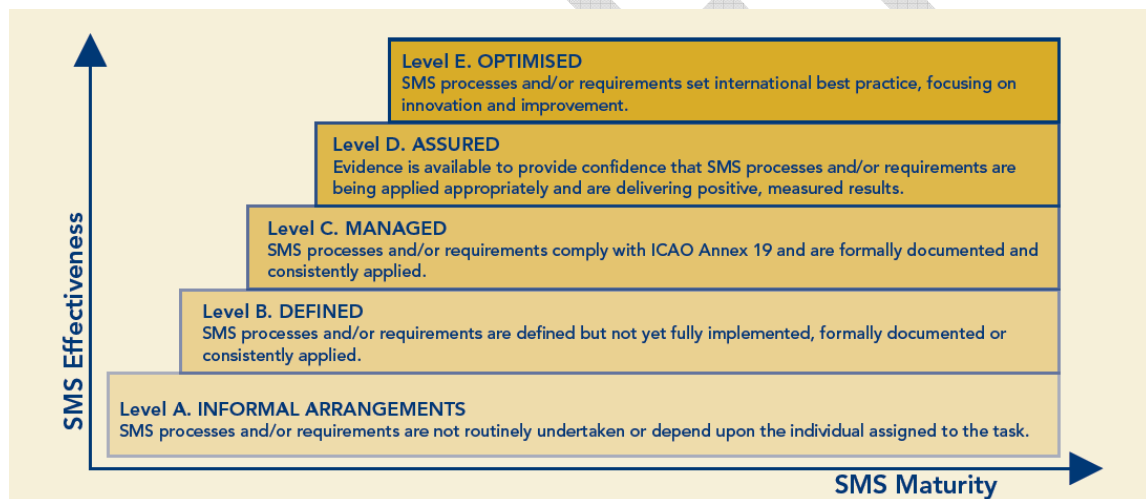 Level E. OPTIMISED
SMS processes and/or requirements set international best practice, focusing on
innovation and improvement.
Level D. ASSURED
Evidence is available to provide confidence that SMS processes and/or requirements are
being applied appropriately and are delivering positive, measured results.
Level C. MANAGED
SMS processes and/or requirements comply with ICAO Annex 19 and are formally documented and
consistently applied.
Level B. DEFINED
SMS processes and/or requirements are defined but not yet fully implemented, formally documented or
consistently applied.
Level A. INFORMAL ARRANGEMENTS
SMS processes and/or requirements are not routinely undertaken or depend upon the individual assigned to the task.
SMS Effectiveness
SMS Maturity